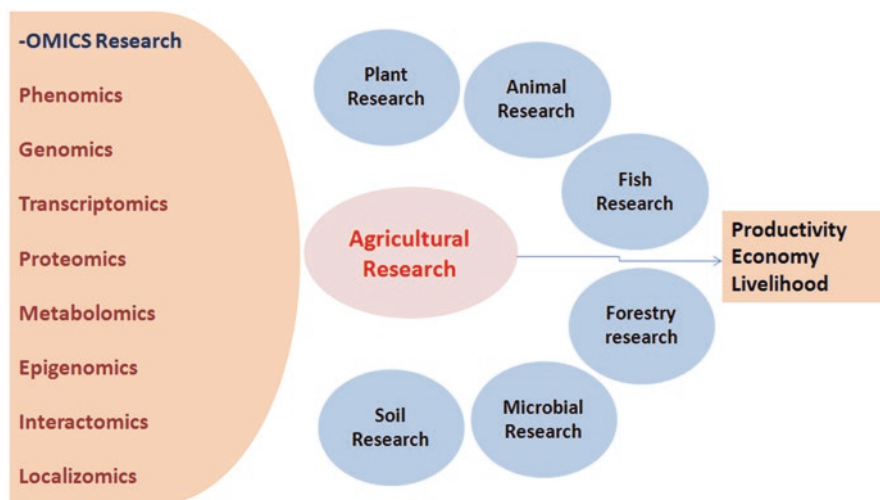 -OMICS Research
Phenomics
Genomics
Transcriptomics
Proteomics
Metabolomics
Epigenomics
Interactomics
Localizomics
Plant
Research
Animal
Research
Fish
Research
Agricultural
Research
Productivity
Economy
Livelihood
Forestry
research
Microbial
Research
Soil
Research